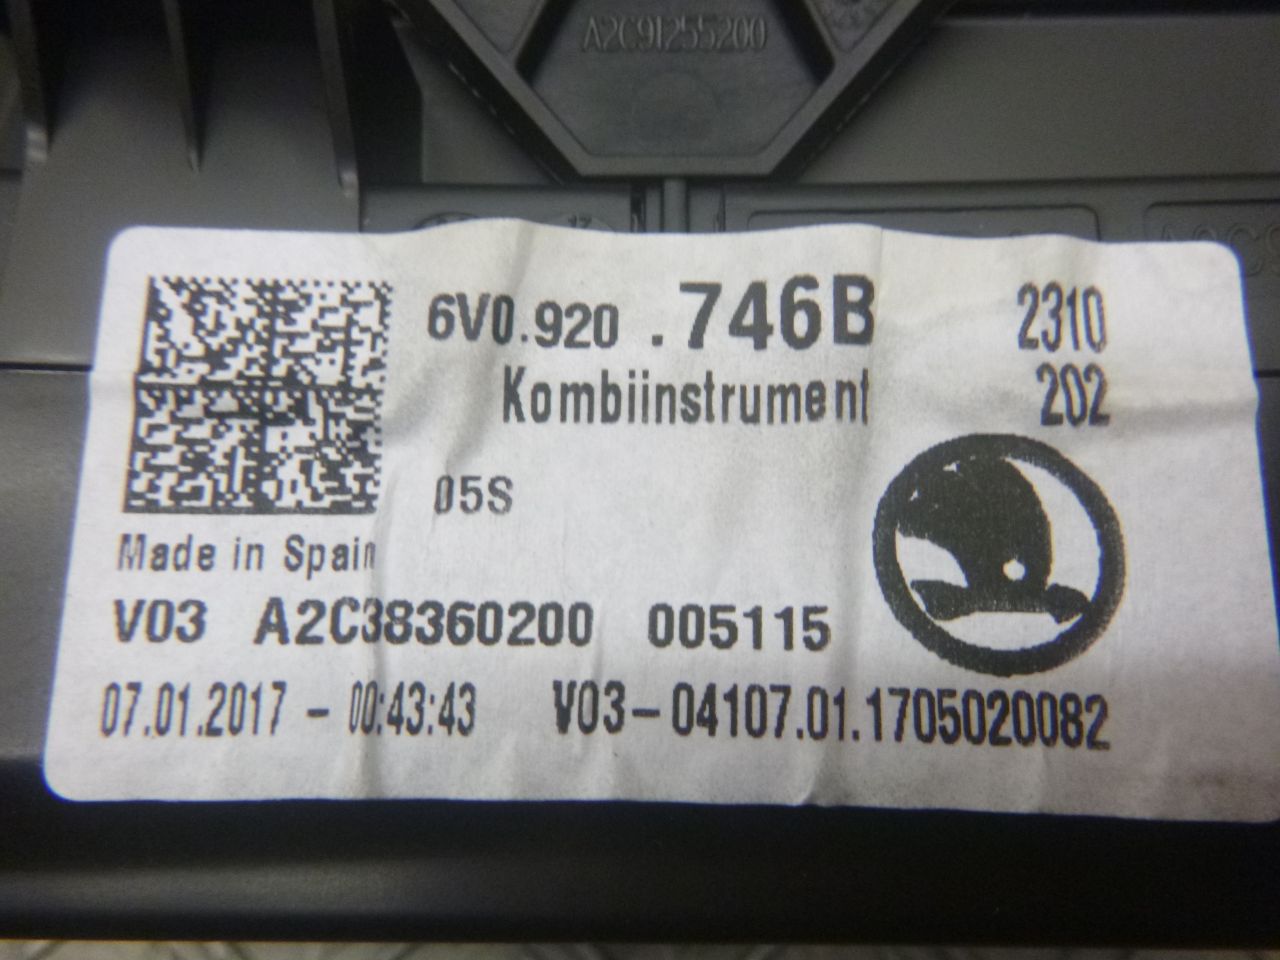 A2C91255200
6V0.920 .746B 2310
Kombiinstrument 202
05S
Made in Spain
V03 A2C38360200 005115
07.01.2017 - 00:43:43 V03-04107.01.1705020082